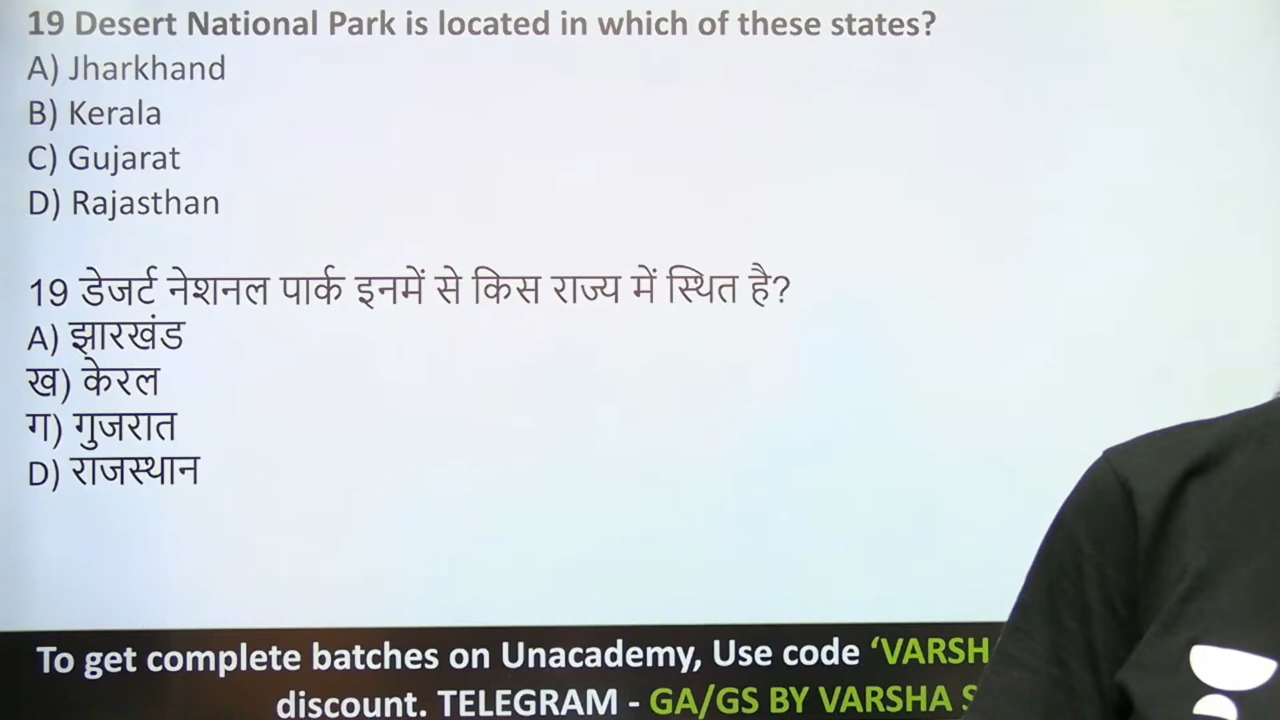 19 Desert National Park is located in which of these states?
A) Jharkhand
B) Kerala
C) Gujarat
D) Rajasthan
19 डेजर्ट नेशनल पार्क इनमें से किस राज्य में स्थित है?
A) झारखंड
ख) केरल
ग) गुजरात
D) राजस्थान
To get complete batches on Unacademy, Use code
discount. TELEGRAM - GA/GS BY VARSHA